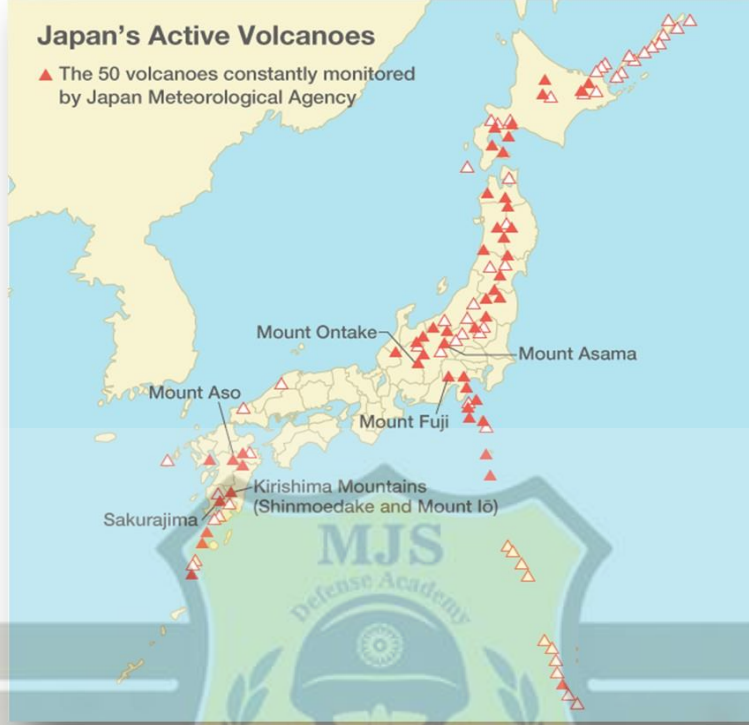 Japan's Active Volcanoes
The 50 volcanoes constantly monitored
by Japan Meteorological Agency
Mount Ontake
Mount Asama
Mount Aso
Mount Fuji
Kirishima Mountains
(Shinmoedake and Mount Iō)
Sakurajima
MJS
Defense Academy